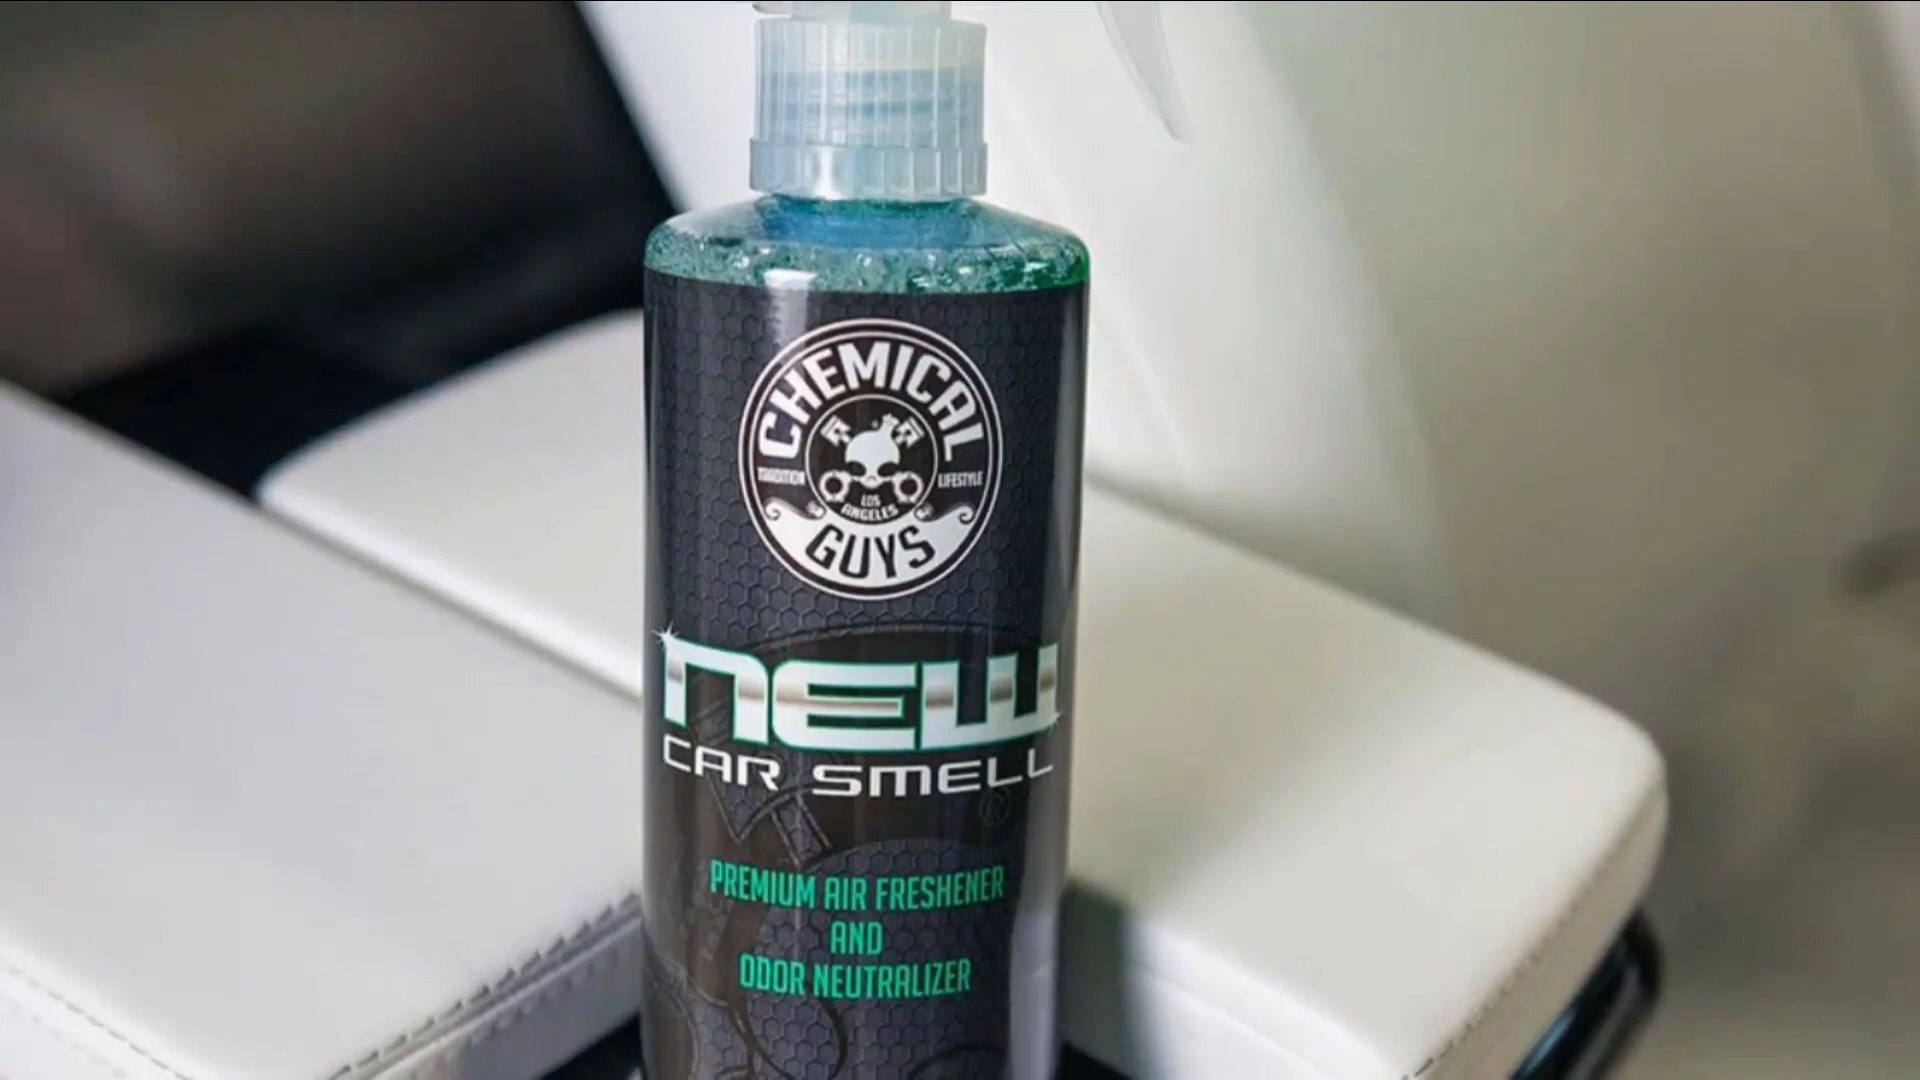 CHEMICAL
TRADITION LIFESTYLE
LOS
ANGELES
GUYS
NEW
CAR SMELL
®
PREMIUM AIR FRESHENER
AND
ODOR NEUTRALIZER